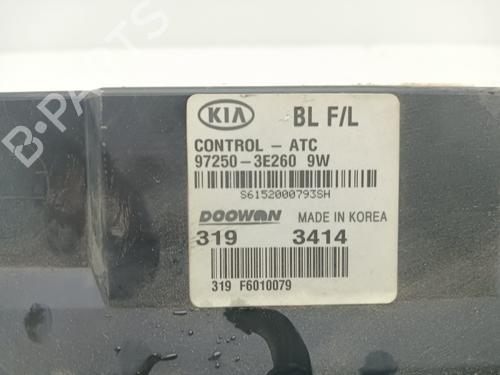 B-PARTS
KIA BL F/L
CONTROL - ATC
97250-3E260 9W
S6152000793SH
DOOWON MADE IN KOREA
319 3414
319 F6010079